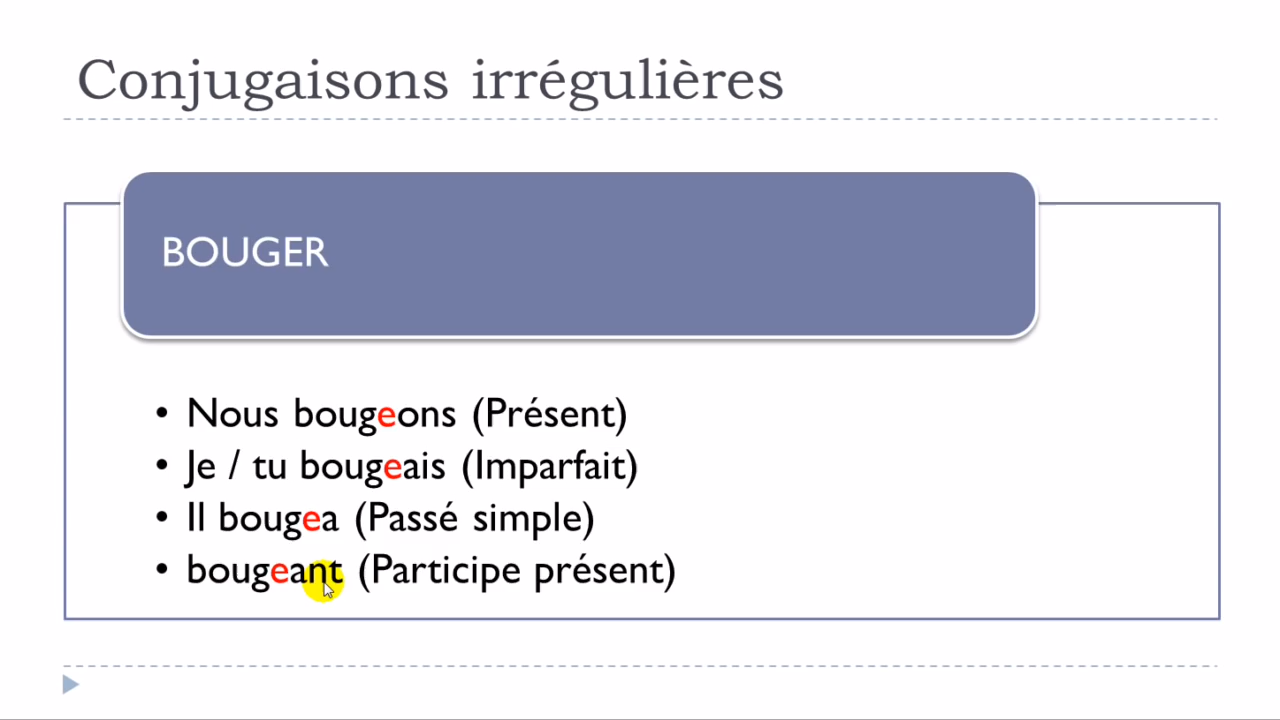 Conjugaisons irrégulières
BOUGER
• Nous bougeons (Présent)
• Je / tu bougeais (Imparfait)
• Il bougea (Passé simple)
• bougeant (Participe présent)